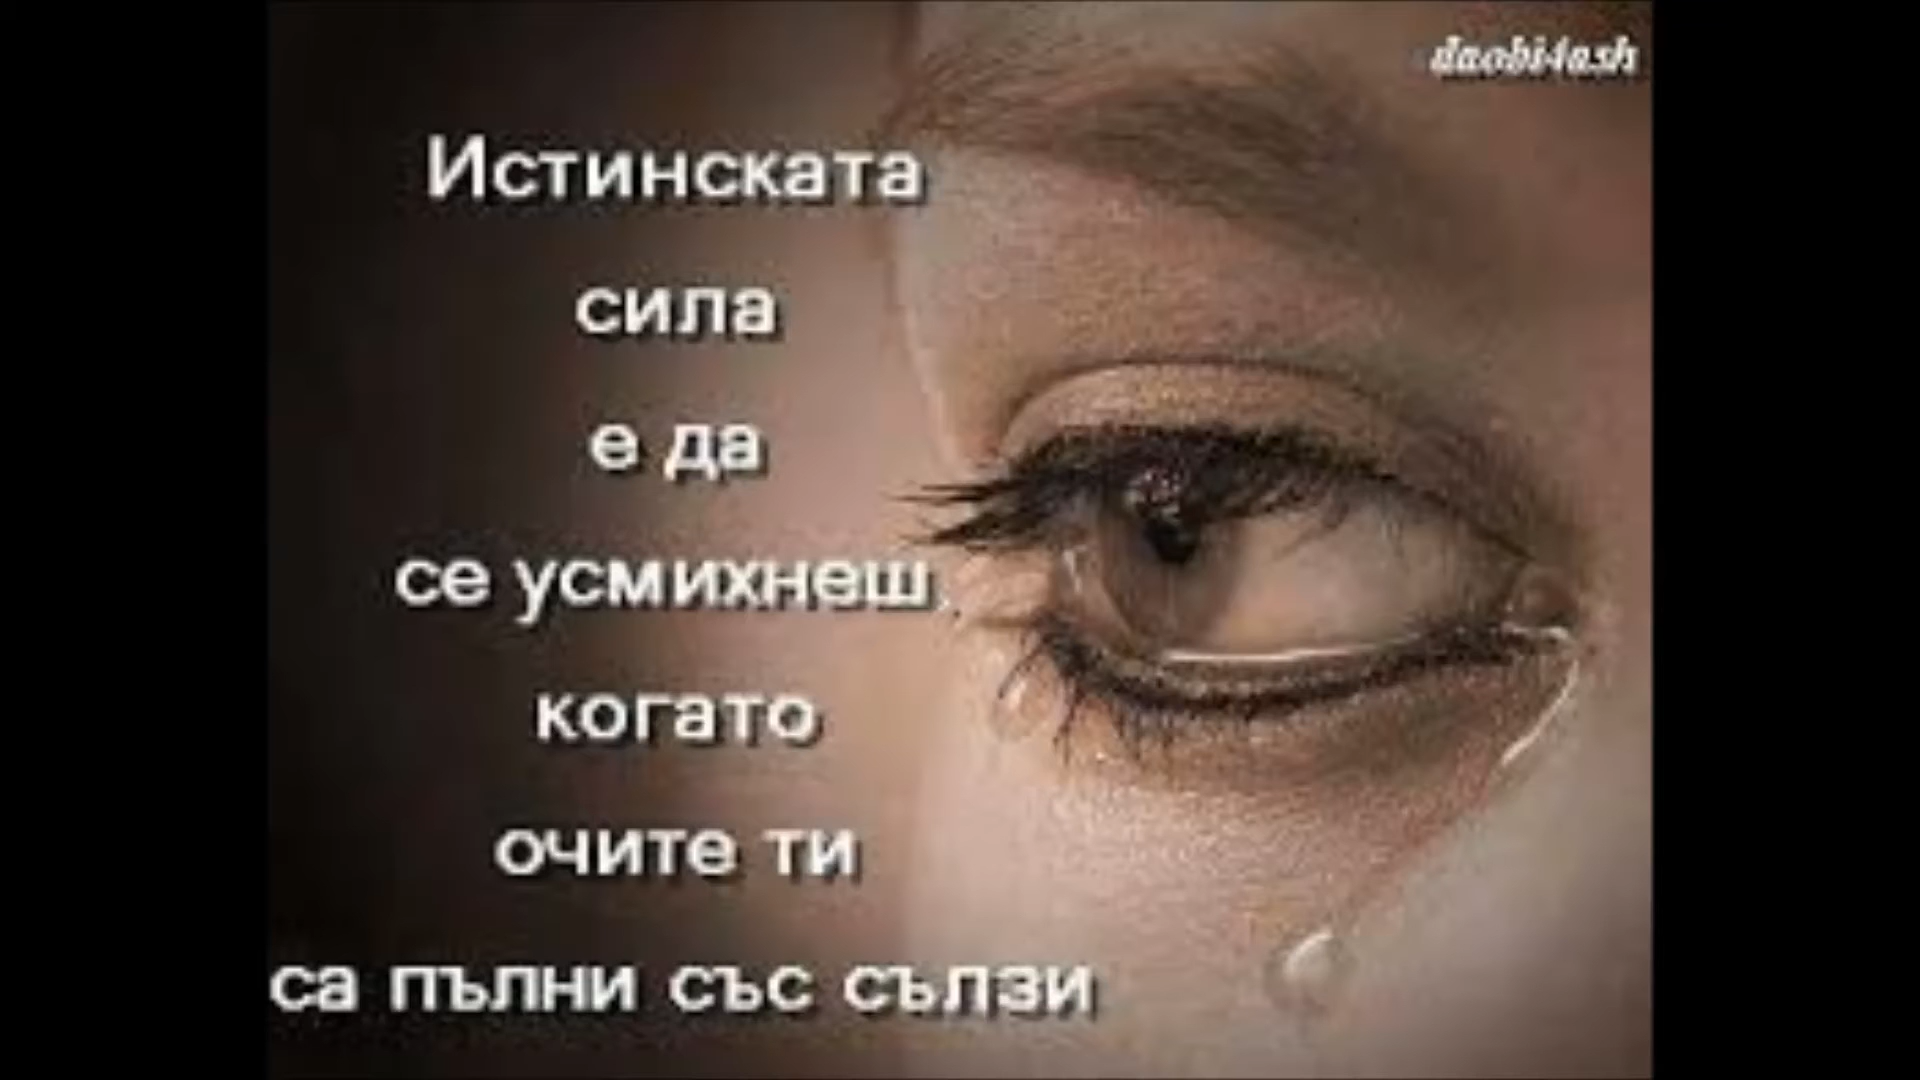 daobi4ash
Истинската
сила
е да
се усмихнеш
когато
очите ти
са пълни със сълзи